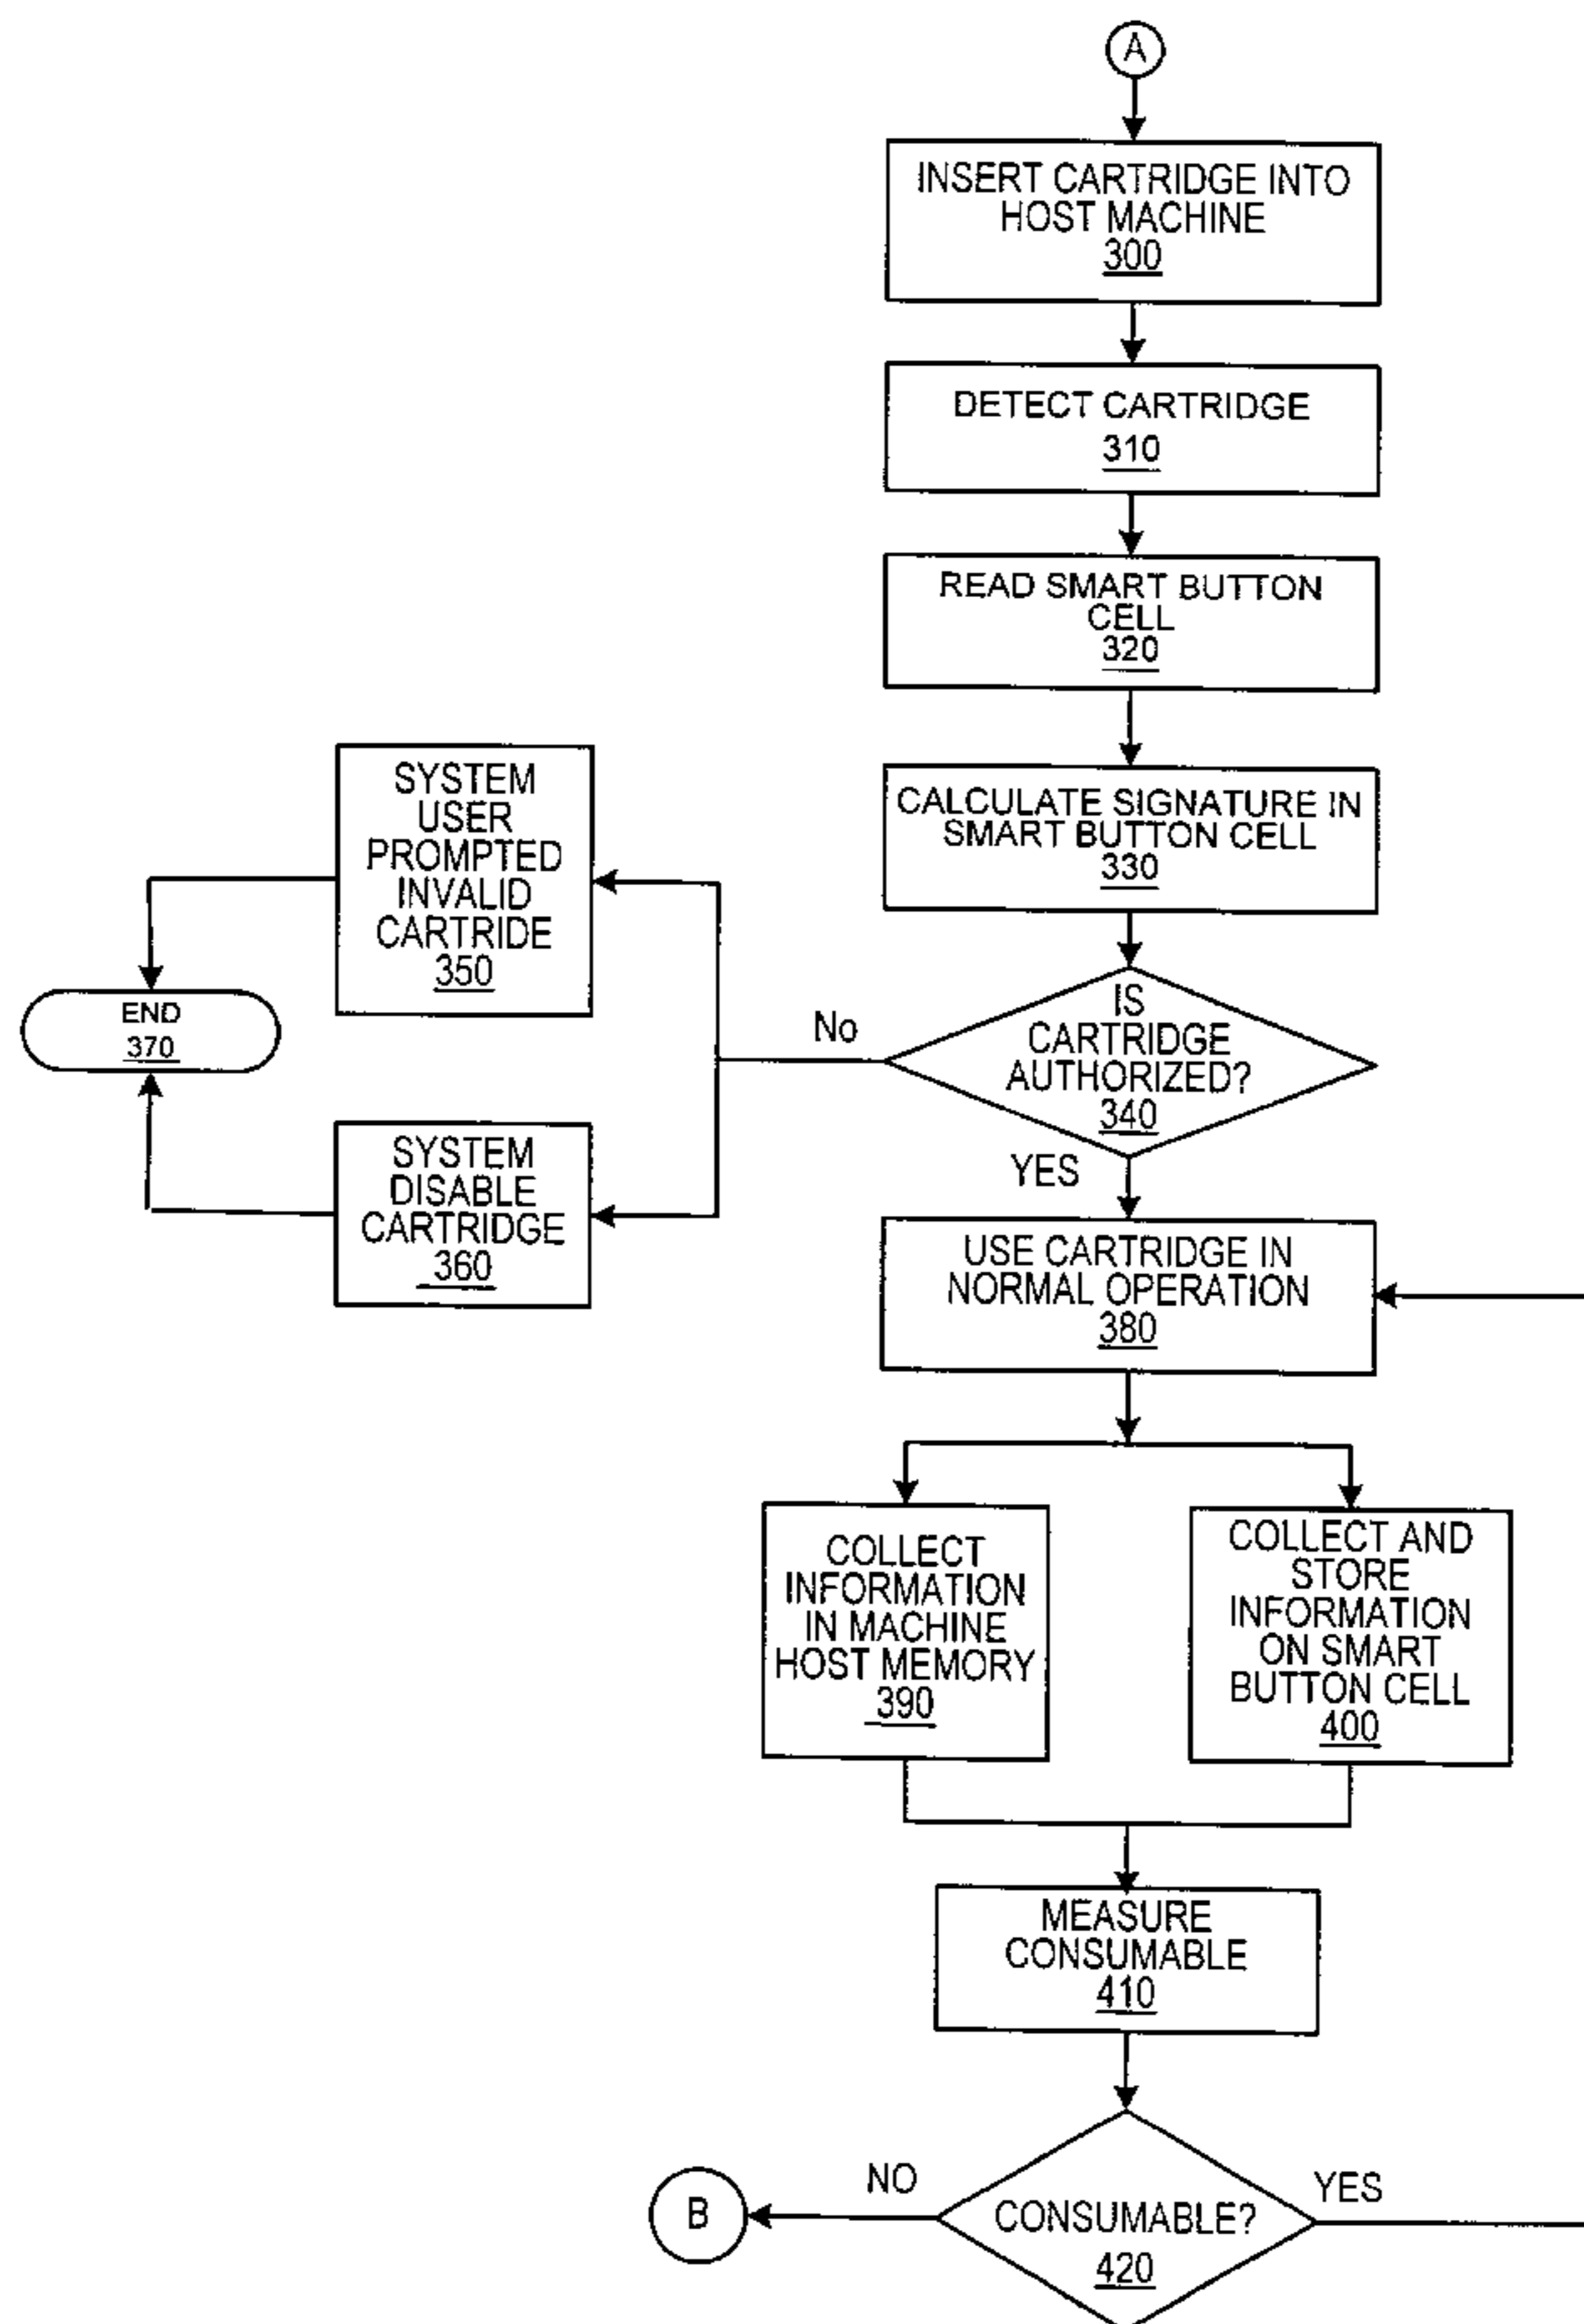 A
INSERT CARTRIDGE INTO
HOST MACHINE
300
DETECT CARTRIDGE
310
READ SMART BUTTON
CELL
320
CALCULATE SIGNATURE IN
SMART BUTTON CELL
330
SYSTEM
USER
PROMPTED
INVALID
CARTRIDE
350
END
370
No
IS
CARTRIDGE
AUTHORIZED?
340
SYSTEM
DISABLE
CARTRIDGE
360
YES
USE CARTRIDGE IN
NORMAL OPERATION
380
COLLECT
INFORMATION
IN MACHINE
HOST MEMORY
390
COLLECT AND
STORE
INFORMATION
ON SMART
BUTTON CELL
400
MEASURE
CONSUMABLE
410
B
NO
CONSUMABLE?
420
YES